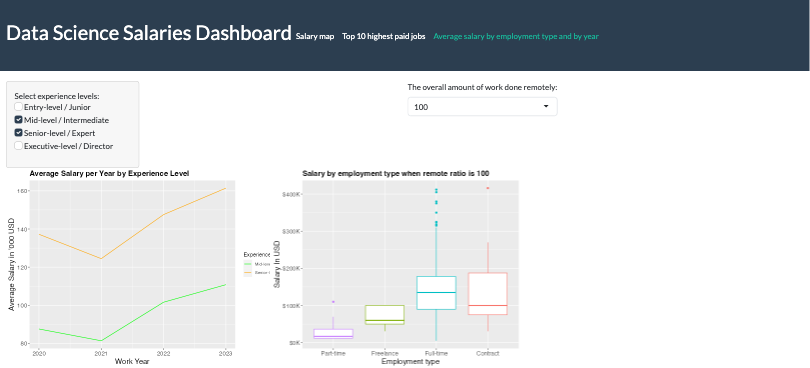 Data Science Salaries Dashboard Salary map Top 10 highest paid jobs Average salary by employment type and by year
Select experience levels:
Entry-level / Junior
Mid-level / Intermediate
Senior-level / Expert
Executive-level / Director
The overall amount of work done remotely:
100
Average Salary per Year by Experience Level
Average Salary in '000 USD
160
140
120
100
80
2020 2021 2022 2023
Work Year
Experience
Salary by employment type when remote ratio is 100
Salary in USD
$400K
$300K
$200K
$100K
$0K
Part-time Freelance Full-time Contract
Employment type